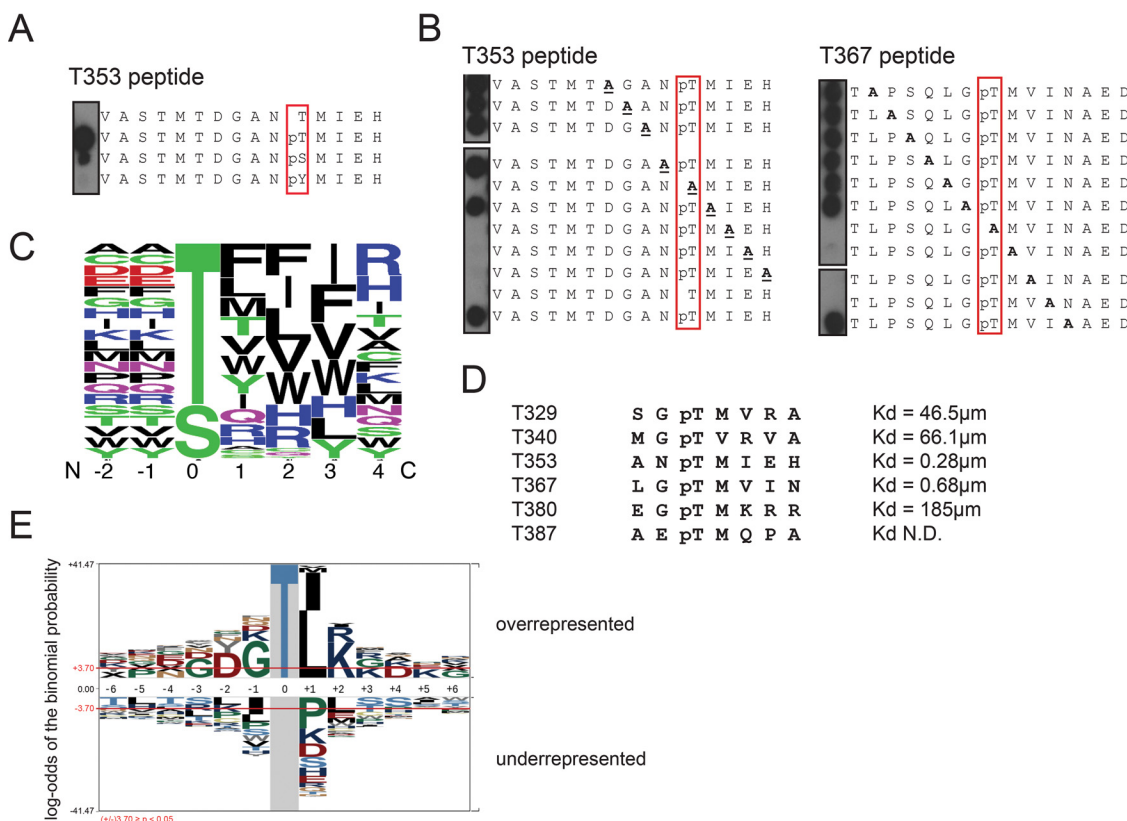 A
T353 peptide
V A S T M T D G A N T M I E H
V A S T M T D G A N pT M I E H
V A S T M T D G A N pS M I E H
V A S T M T D G A N pY M I E H
B
T353 peptide
V A S T M T A G A N pT M I E H
V A S T M T D A A N pT M I E H
V A S T M T D G A N pT M I E H
V A S T M T D G A A pT M I E H
V A S T M T D G A N A M I E H
V A S T M T D G A N pT A I E H
V A S T M T D G A N pT M A E H
V A S T M T D G A N pT M I A H
V A S T M T D G A N pT M I E A
V A S T M T D G A N T M I E H
V A S T M T D G A N pT M I E H
T367 peptide
T A P S Q L G pT M V I N A E D
T L A S Q L G pT M V I N A E D
T L P A Q L G pT M V I N A E D
T L P S A L G pT M V I N A E D
T L P S Q A G pT M V I N A E D
T L P S Q L A pT M V I N A E D
T L P S Q L G A M V I N A E D
T L P S Q L G pT A V I N A E D
T L P S Q L G pT M A I N A E D
T L P S Q L G pT M V A N A E D
T L P S Q L G pT M V I A A E D
C
N -2 -1 0 1 2 3 4 C
D
T329 S G pT M V R A Kd = 46.5µm
T340 M G pT V R V A Kd = 66.1µm
T353 A N pT M I E H Kd = 0.28µm
T367 L G pT M V I N Kd = 0.68µm
T380 E G pT M K R R Kd = 185µm
T387 A E pT M Q P A Kd N.D.
E
log-odds of the binomial probability
+41.47
+3.70
0.00
-3.70
-41.47
-6 -5 -4 -3 -2 -1 0 +1 +2 +3 +4 +5 +6
overrepresented
underrepresented
(+/-)3.70 ≥ p < 0.05